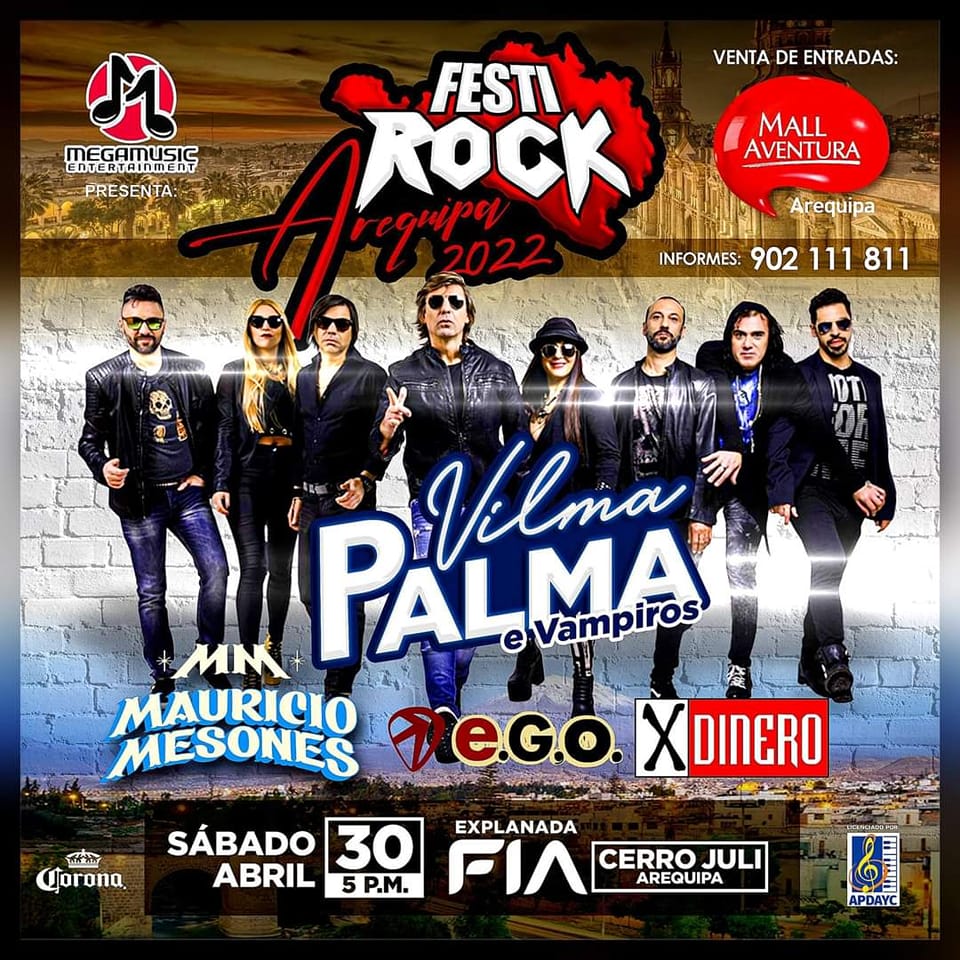 MEGAMUSIC
ENTERTAINMENT
PRESENTA:
FESTI
ROCK
Arequipa
2022
VENTA DE ENTRADAS:
MALL
AVENTURA
Arequipa
INFORMES: 902 111 811
Vilma
PALMA
e Vampiros
MM
MAURICIO
MESONES
e.G.O.
X DINERO
SÁBADO
ABRIL
30
5 P.M.
EXPLANADA
FIA
CERRO JULI
AREQUIPA
Corona
LICENCIADO POR
APDAYC